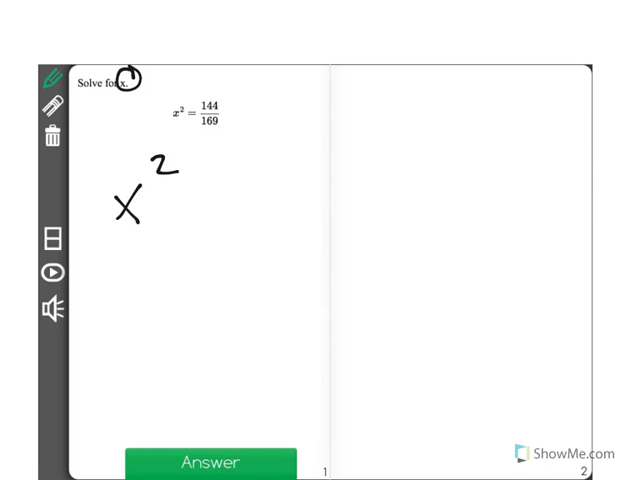 Solve for x.
x² = 144/169
x²
Answer
1
ShowMe.com
2